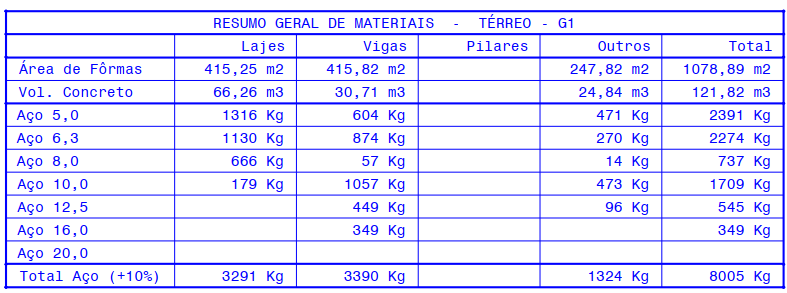 RESUMO GERAL DE MATERIAIS - TÉRREO - G1
Lajes Vigas Pilares Outros Total
Área de Fôrmas 415,25 m2 415,82 m2 247,82 m2 1078,89 m2
Vol. Concreto 66,26 m3 30,71 m3 24,84 m3 121,82 m3
Aço 5,0 1316 Kg 604 Kg 471 Kg 2391 Kg
Aço 6,3 1130 Kg 874 Kg 270 Kg 2274 Kg
Aço 8,0 666 Kg 57 Kg 14 Kg 737 Kg
Aço 10,0 179 Kg 1057 Kg 473 Kg 1709 Kg
Aço 12,5 449 Kg 96 Kg 545 Kg
Aço 16,0 349 Kg 349 Kg
Aço 20,0
Total Aço (+10%) 3291 Kg 3390 Kg 1324 Kg 8005 Kg